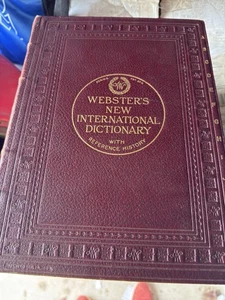 WEBSTER'S
NEW
INTERNATIONAL
DICTIONARY
WITH
REFERENCE HISTORY